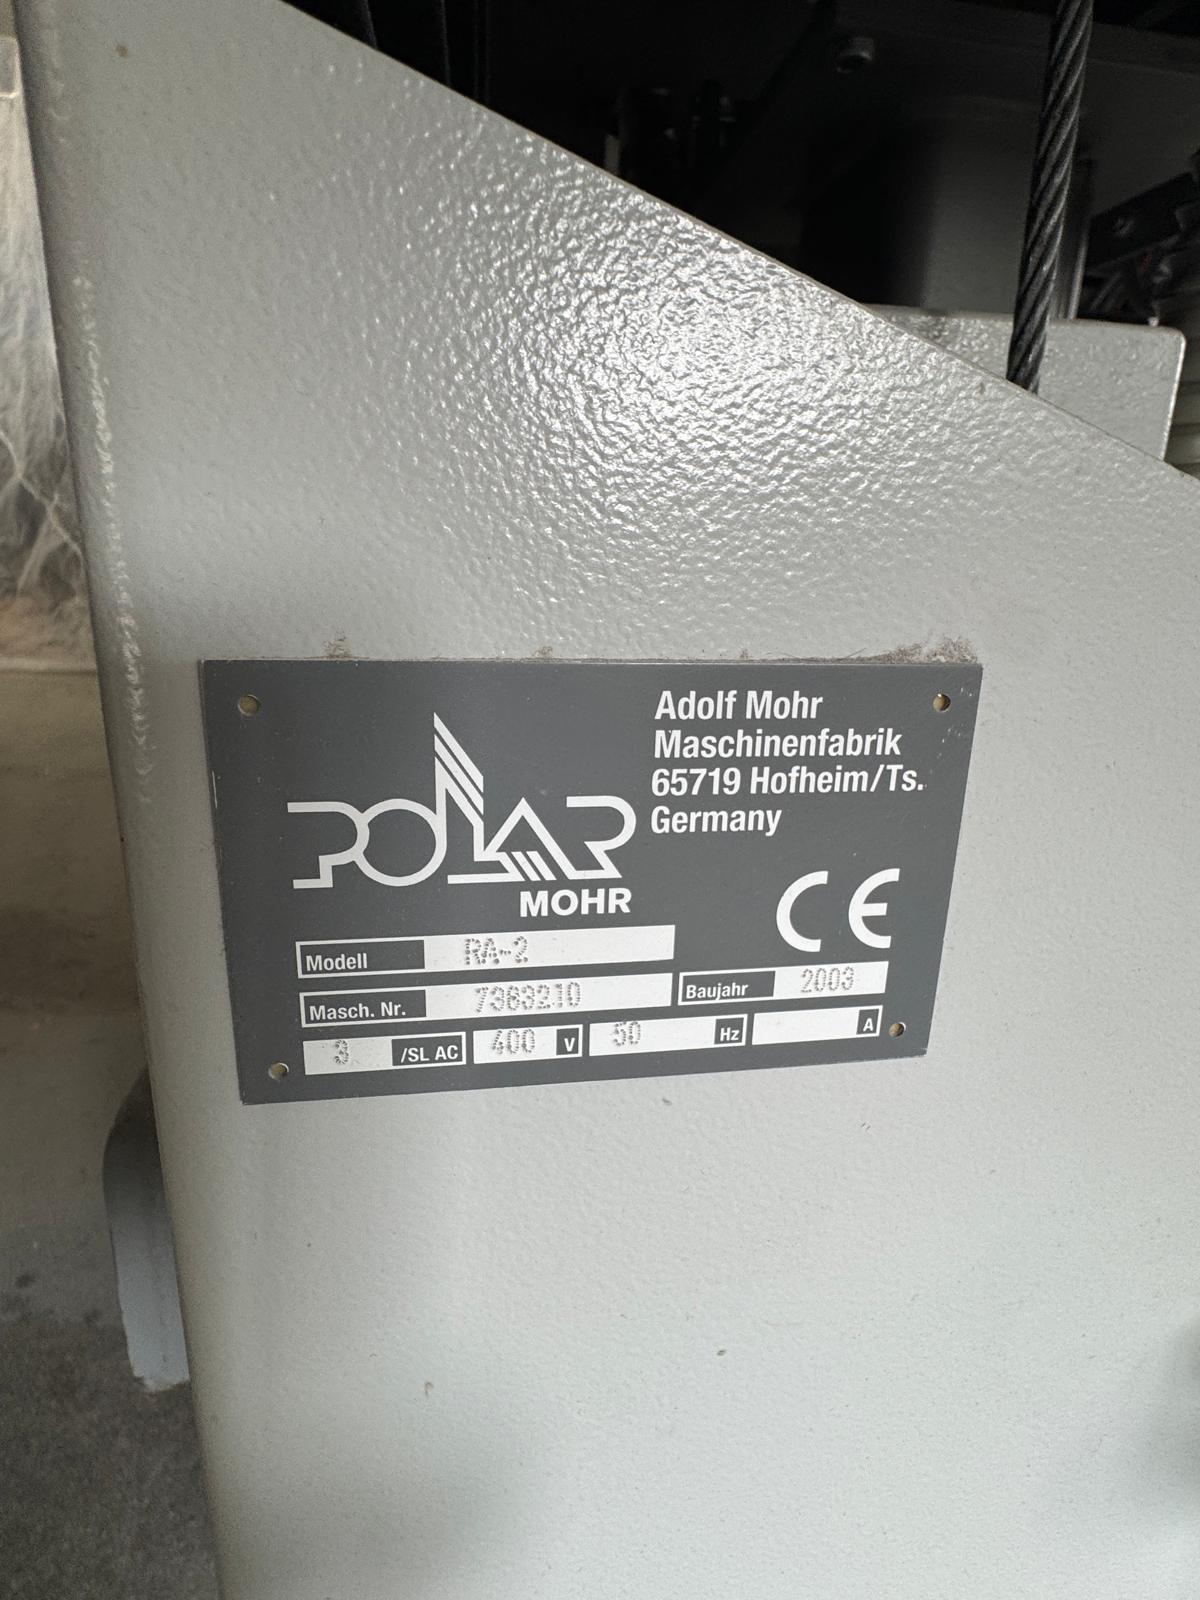 POLAR
MOHR
Adolf Mohr
Maschinenfabrik
65719 Hofheim/Ts.
Germany
CE
Modell RA-2
Masch. Nr. 7363210 Baujahr 2003
3 /SL AC 400 V 50 Hz A